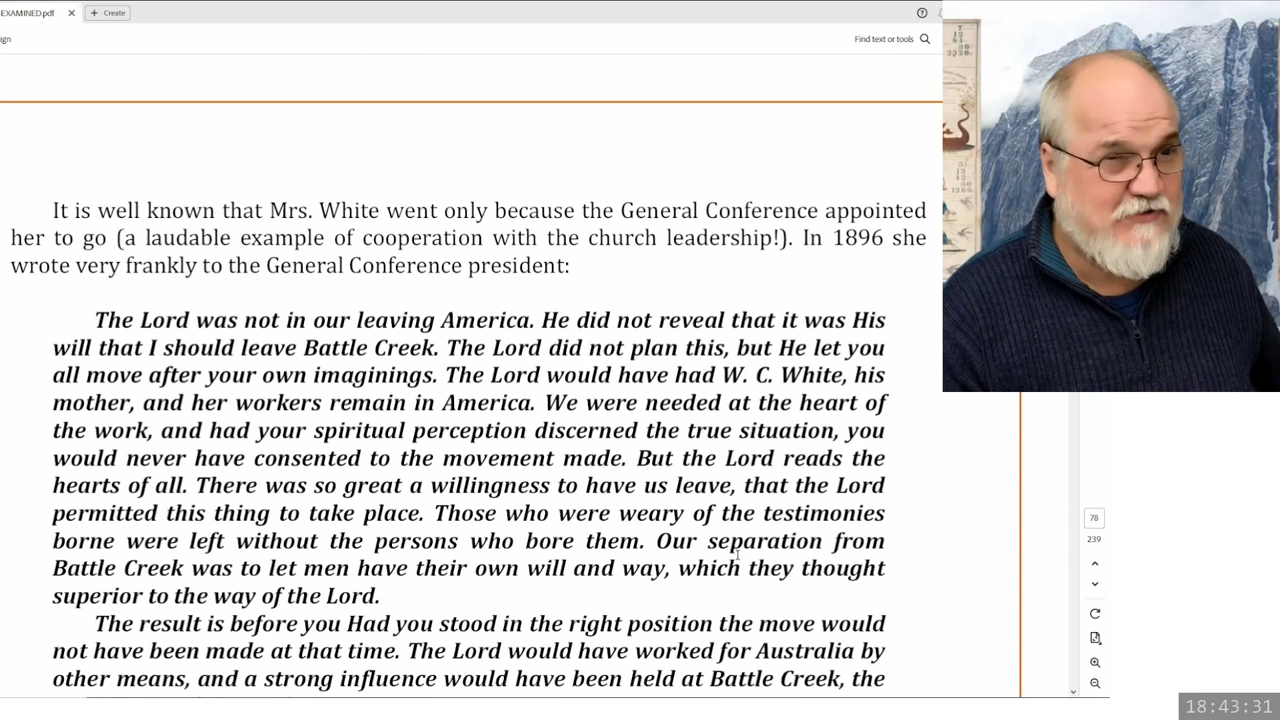 EXAMINED.pdf
Create
ign
Find text or tools
It is well known that Mrs. White went only because the General Conference appointed
her to go (a laudable example of cooperation with the church leadership!). In 1896 she
wrote very frankly to the General Conference president:
The Lord was not in our leaving America. He did not reveal that it was His
will that I should leave Battle Creek. The Lord did not plan this, but He let you
all move after your own imaginings. The Lord would have had W. C. White, his
mother, and her workers remain in America. We were needed at the heart of
the work, and had your spiritual perception discerned the true situation, you
would never have consented to the movement made. But the Lord reads the
hearts of all. There was so great a willingness to have us leave, that the Lord
permitted this thing to take place. Those who were weary of the testimonies
borne were left without the persons who bore them. Our separation from
Battle Creek was to let men have their own will and way, which they thought
superior to the way of the Lord.
The result is before you Had you stood in the right position the move would
not have been made at that time. The Lord would have worked for Australia by
other means, and a strong influence would have been held at Battle Creek, the
78
239
18:43:31